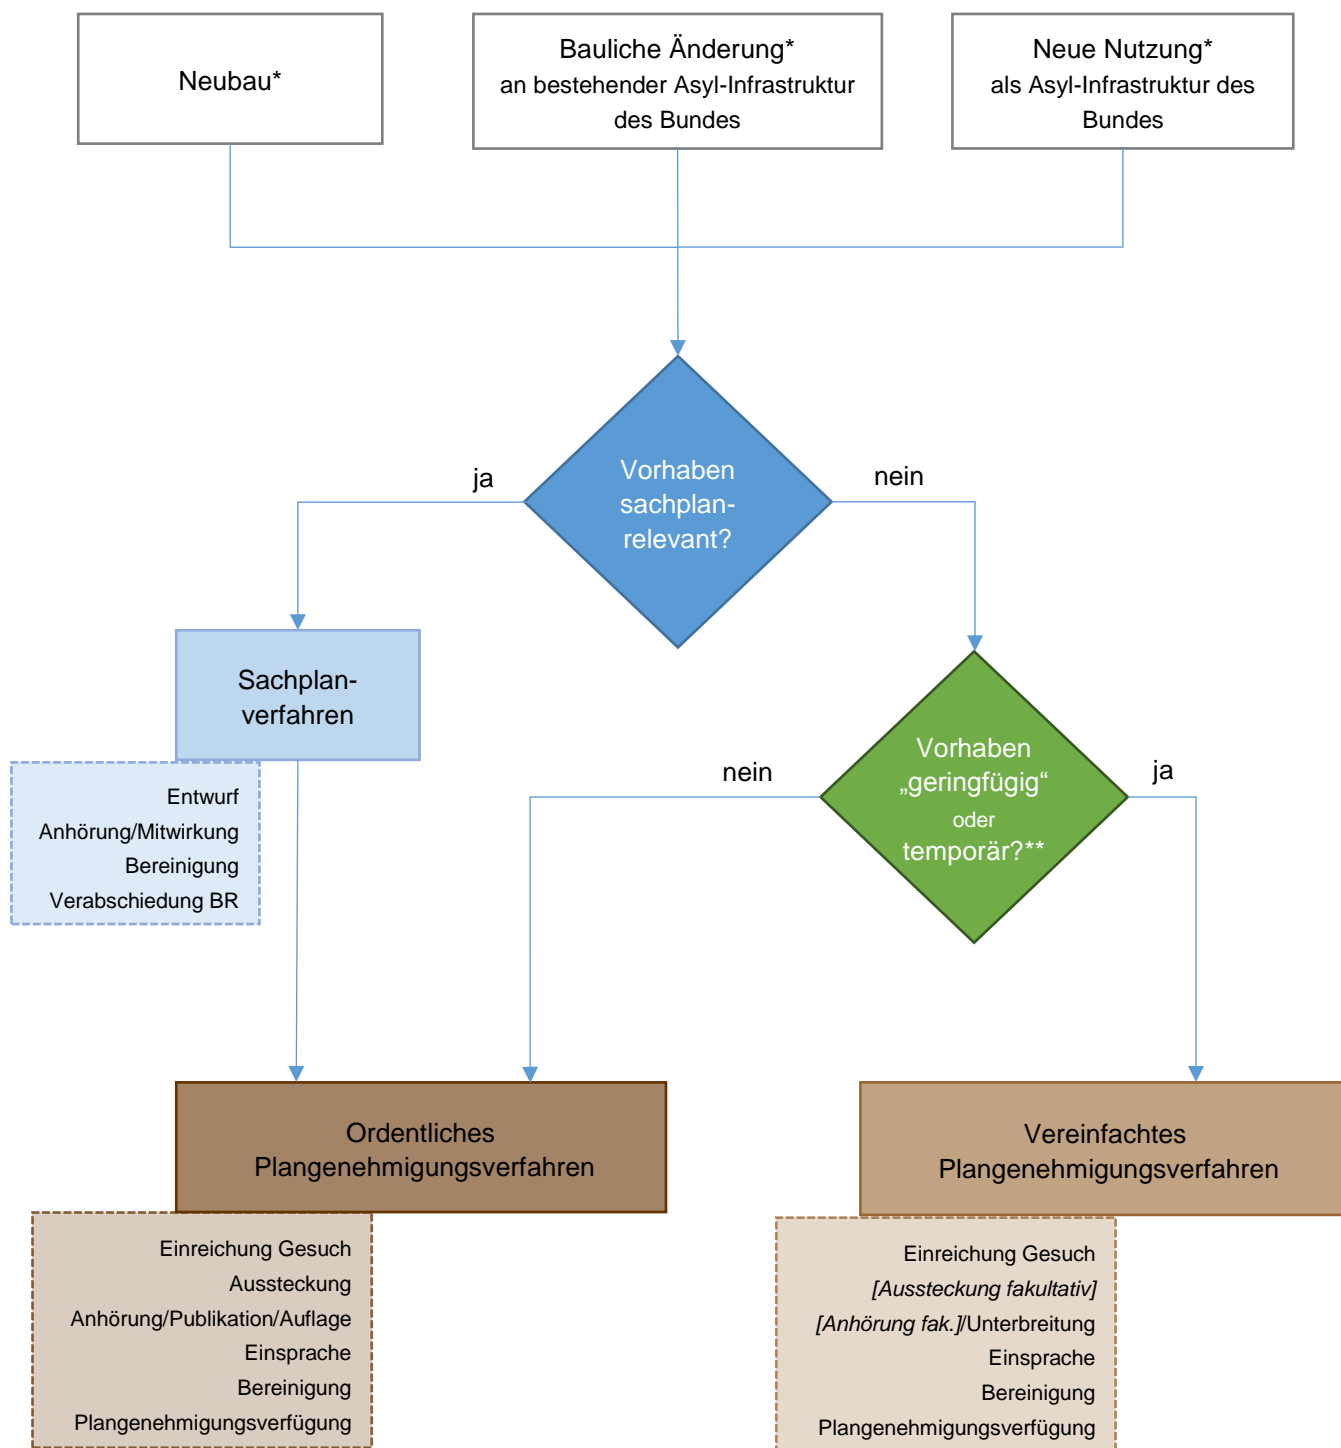 Neubau*
Bauliche Änderung*
an bestehender Asyl-Infrastruktur
des Bundes
Neue Nutzung*
als Asyl-Infrastruktur des
Bundes
Vorhaben
sachplan-
relevant?
ja
nein
Sachplan-
verfahren
Entwurf
Anhörung/Mitwirkung
Bereinigung
Verabschiedung BR
Vorhaben
„geringfügig“
oder
temporär?**
nein
ja
Ordentliches
Plangenehmigungsverfahren
Einreichung Gesuch
Aussteckung
Anhörung/Publikation/Auflage
Einsprache
Bereinigung
Plangenehmigungsverfügung
Vereinfachtes
Plangenehmigungsverfahren
Einreichung Gesuch
[Aussteckung fakultativ]
[Anhörung fak.]/Unterbreitung
Einsprache
Bereinigung
Plangenehmigungsverfügung